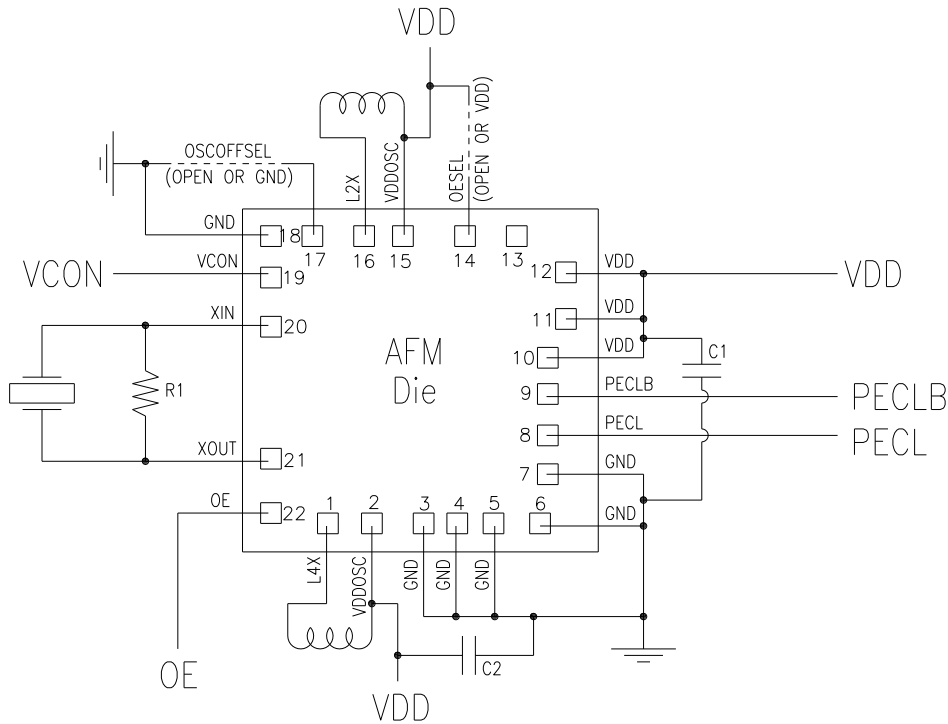 VDD
OSCOFFSEL
(OPEN OR GND)
L2X
VDDOSC
OESEL
(OPEN OR VDD)
GND
18
17
16
15
14
13
VCON
VCON
19
12
VDD
VDD
XIN
20
11
VDD
10
VDD
C1
AFM
Die
R1
9
PECLB
PECLB
8
PECL
PECL
XOUT
21
7
GND
OE
22
1
2
3
4
5
6
GND
L4X
VDDOSC
GND
GND
GND
C2
OE
VDD